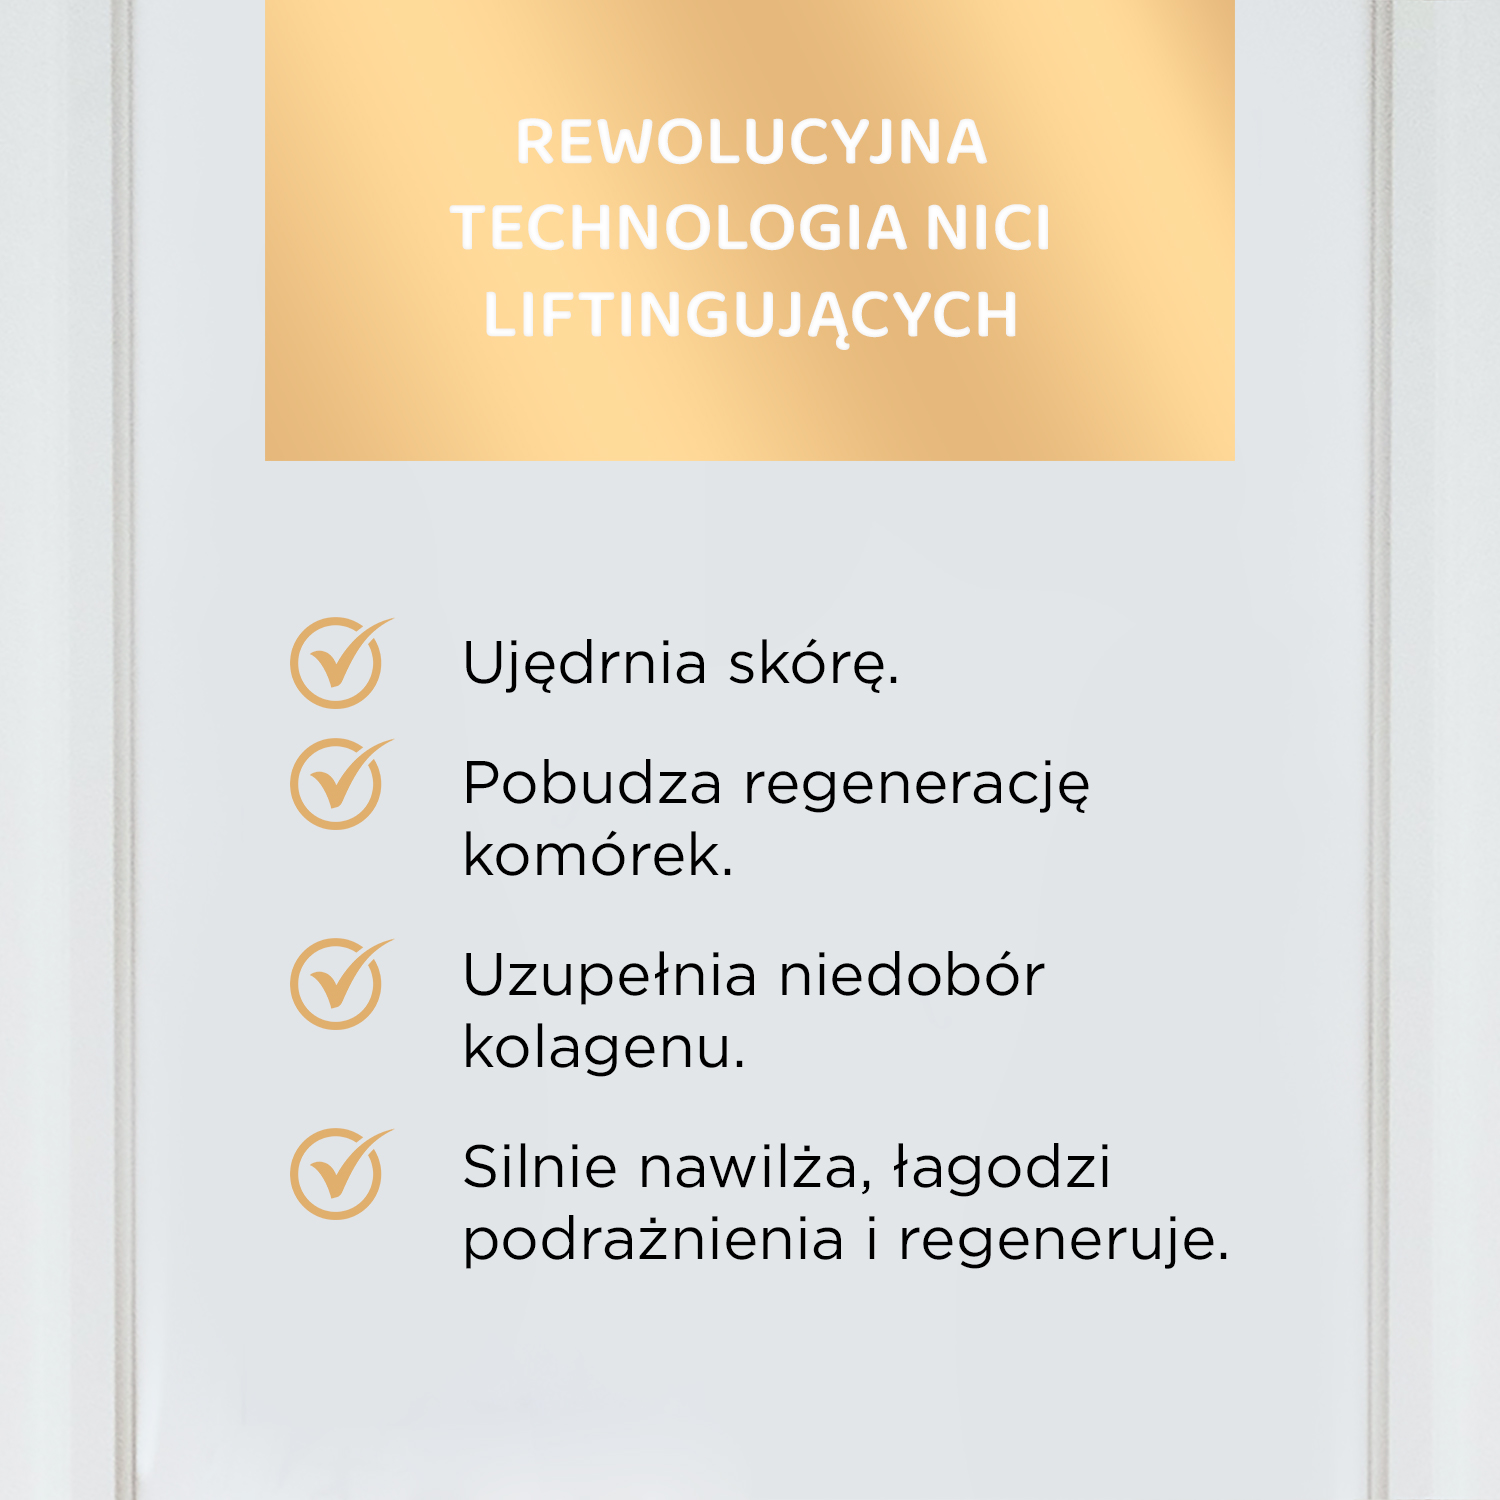 REWOLUCYJNA
TECHNOLOGIA NICI
LIFTINGUJĄCYCH
Ujędrnia skórę.
Pobudza regenerację
komórek.
Uzupełnia niedobór
kolagenu.
Silnie nawilża, łagodzi
podrażnienia i regeneruje.